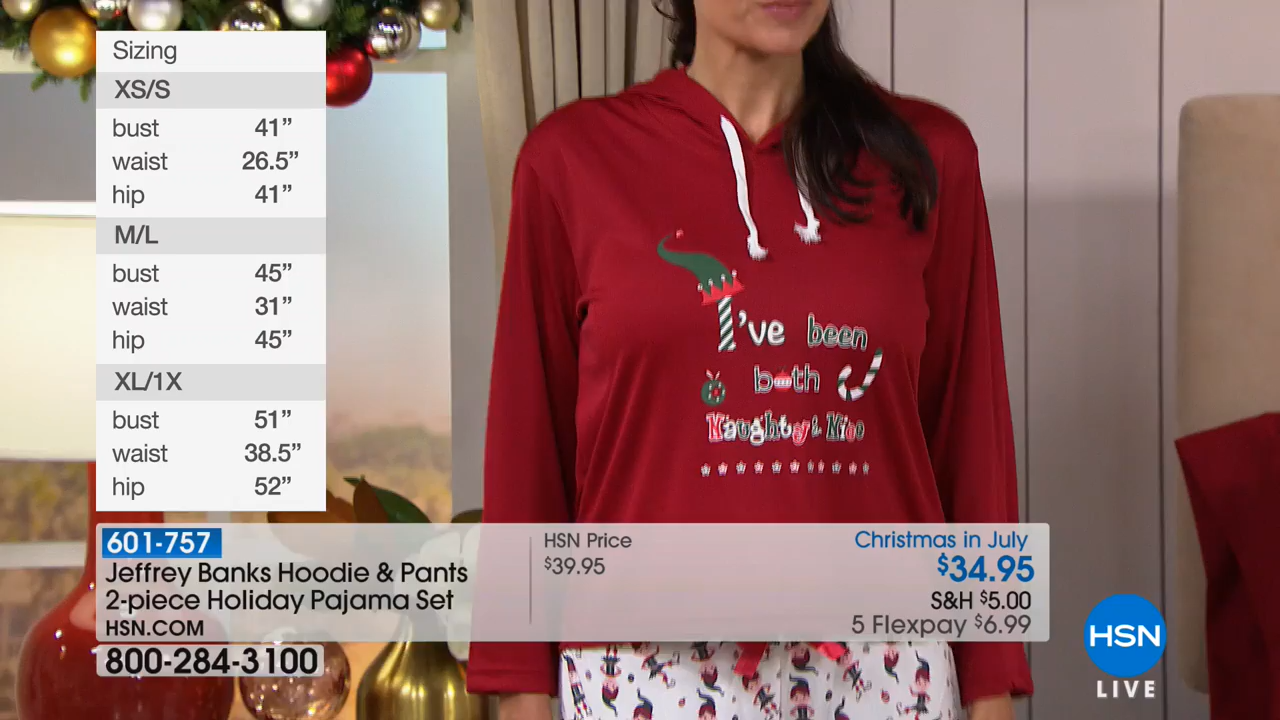 Sizing
XS/S
bust 41”
waist 26.5”
hip 41”
M/L
bust 45”
waist 31”
hip 45”
XL/1X
bust 51”
waist 38.5”
hip 52”
I've been
both
Naughty & Nice
601-757
Jeffrey Banks Hoodie & Pants
2-piece Holiday Pajama Set
HSN.COM
800-284-3100
HSN Price
$39.95
Christmas in July
$34.95
S&H $5.00
5 Flexpay $6.99
HSN
LIVE